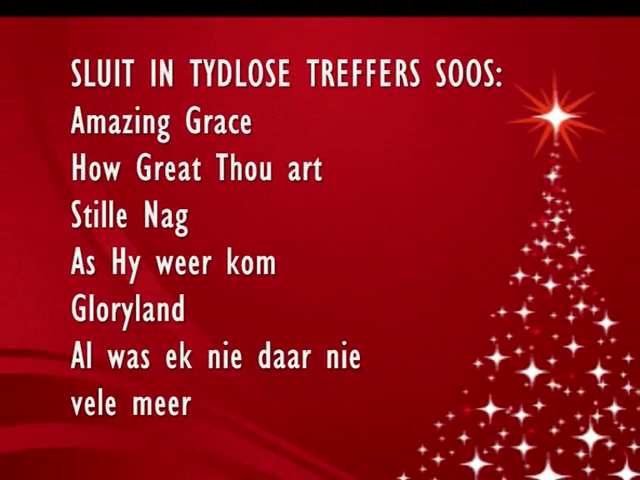 SLUIT IN TYDLOSE TREFFERS SOOS:
Amazing Grace
How Great Thou art
Stille Nag
As Hy weer kom
Gloryland
Al was ek nie daar nie
vele meer